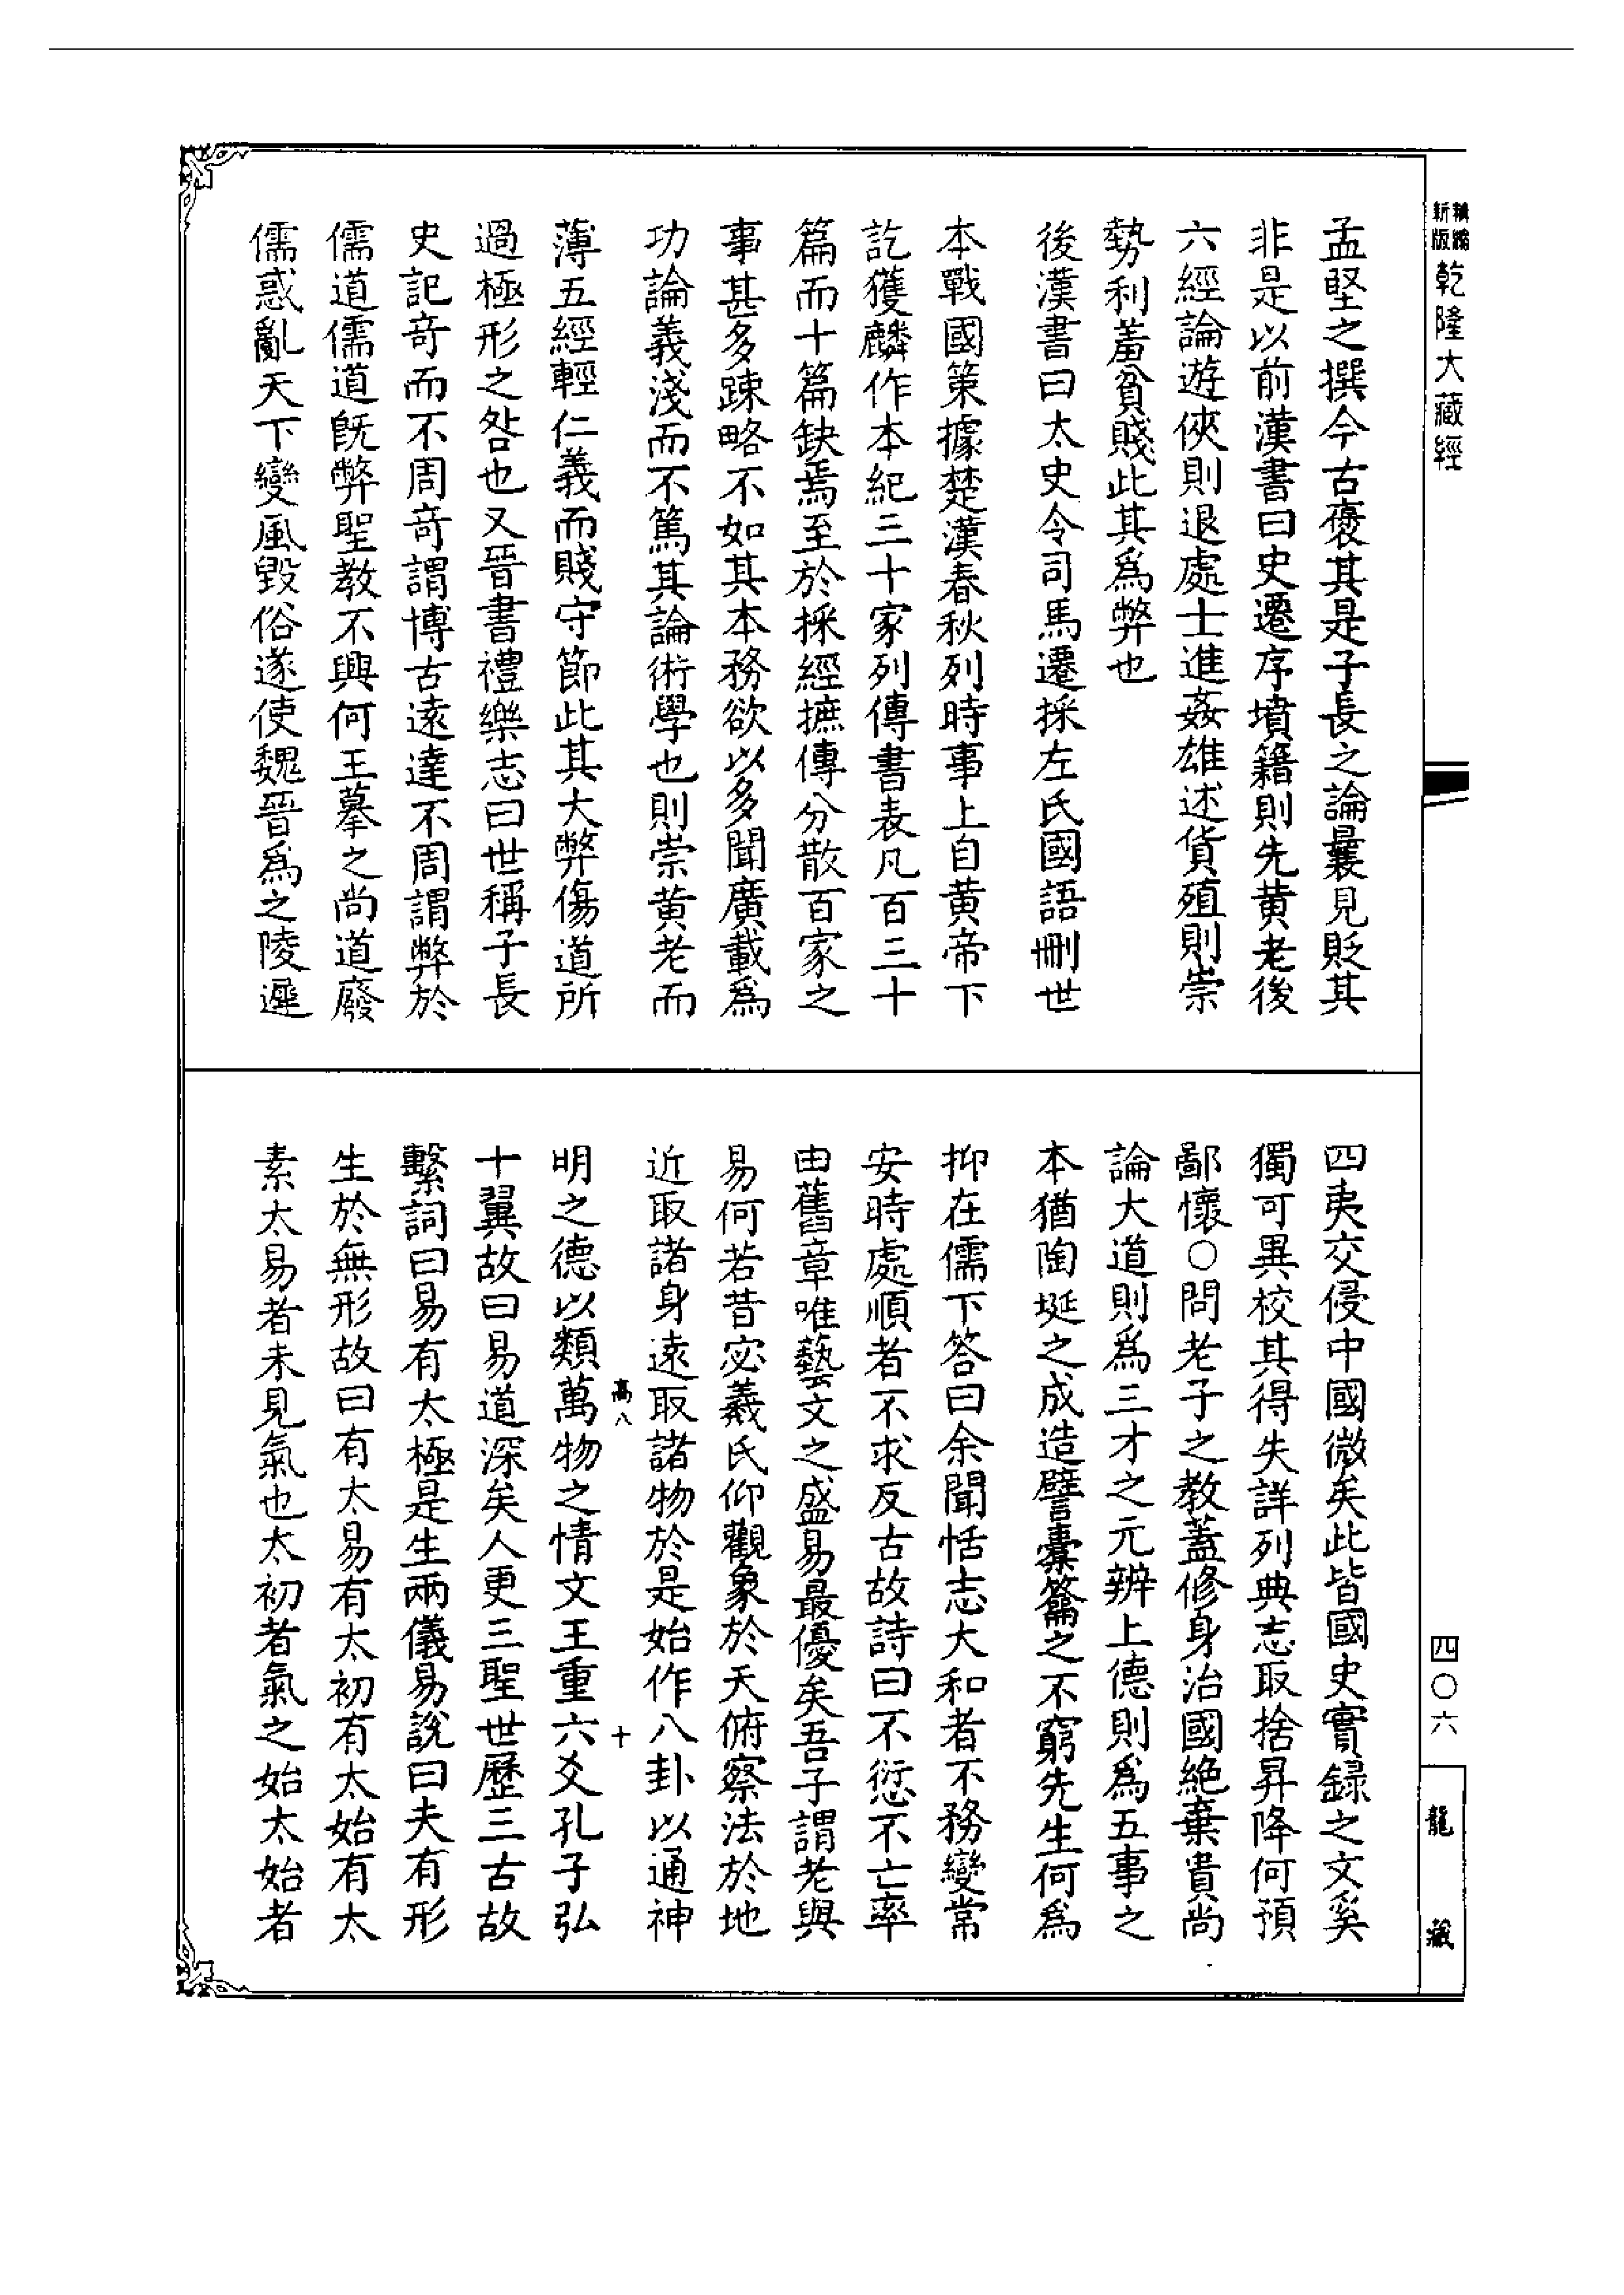 新編
縮版
乾隆大藏經
四〇六
龍藏
孟堅之撰今古褒其是子長之論曩見貶其
非是以前漢書曰史遷序墳籍則先黄老後
六經論遊俠則退處士進姦雄述貨殖則崇
勢利羞貧賤此其爲弊也
後漢書曰太史令司馬遷採左氏國語刪世
本戰國策據楚漢春秋列時事上自黄帝下
訖獲麟作本紀三十家列傳書表凡百三十
篇而十篇缺焉至於採經摭傳分散百家之
事甚多踈略不如其本務欲以多聞廣載爲
功論義淺而不篤其論術學也則崇黄老而
薄五經輕仁義而賤守節此其大弊傷道所
過極形之咎也又晉書禮樂志曰世稱子長
史記竒而不周竒謂博古遠達不周謂弊於
儒道儒道旣弊聖教不興何王摹之尚道廢
儒惑亂天下變風毀俗遂使魏晉爲之陵遲
四夷交侵中國微矣此皆國史實録之文奚
獨可異校其得失詳列典志取捨昇降何預
鄙懷○問老子之教蓋修身治國絶棄貴尚
論大道則爲三才之元辨上德則爲五事之
本猶陶埏之成造譬橐籥之不窮先生何爲
抑在儒下答曰余聞恬志大和者不務變常
安時處順者不求反古故詩曰不愆不亡率
由舊章唯藝文之盛易最優矣吾子謂老與
易何若昔宓羲氏仰觀象於天俯察法於地
近取諸身遠取諸物於是始作八卦以通神
高八 十
明之德以類萬物之情文王重六爻孔子弘
十翼故曰易道深矣人更三聖世歷三古故
繫詞曰易有太極是生兩儀易說曰夫有形
生於無形故曰有太易有太初有太始有太
素太易者未見氣也太初者氣之始太始者